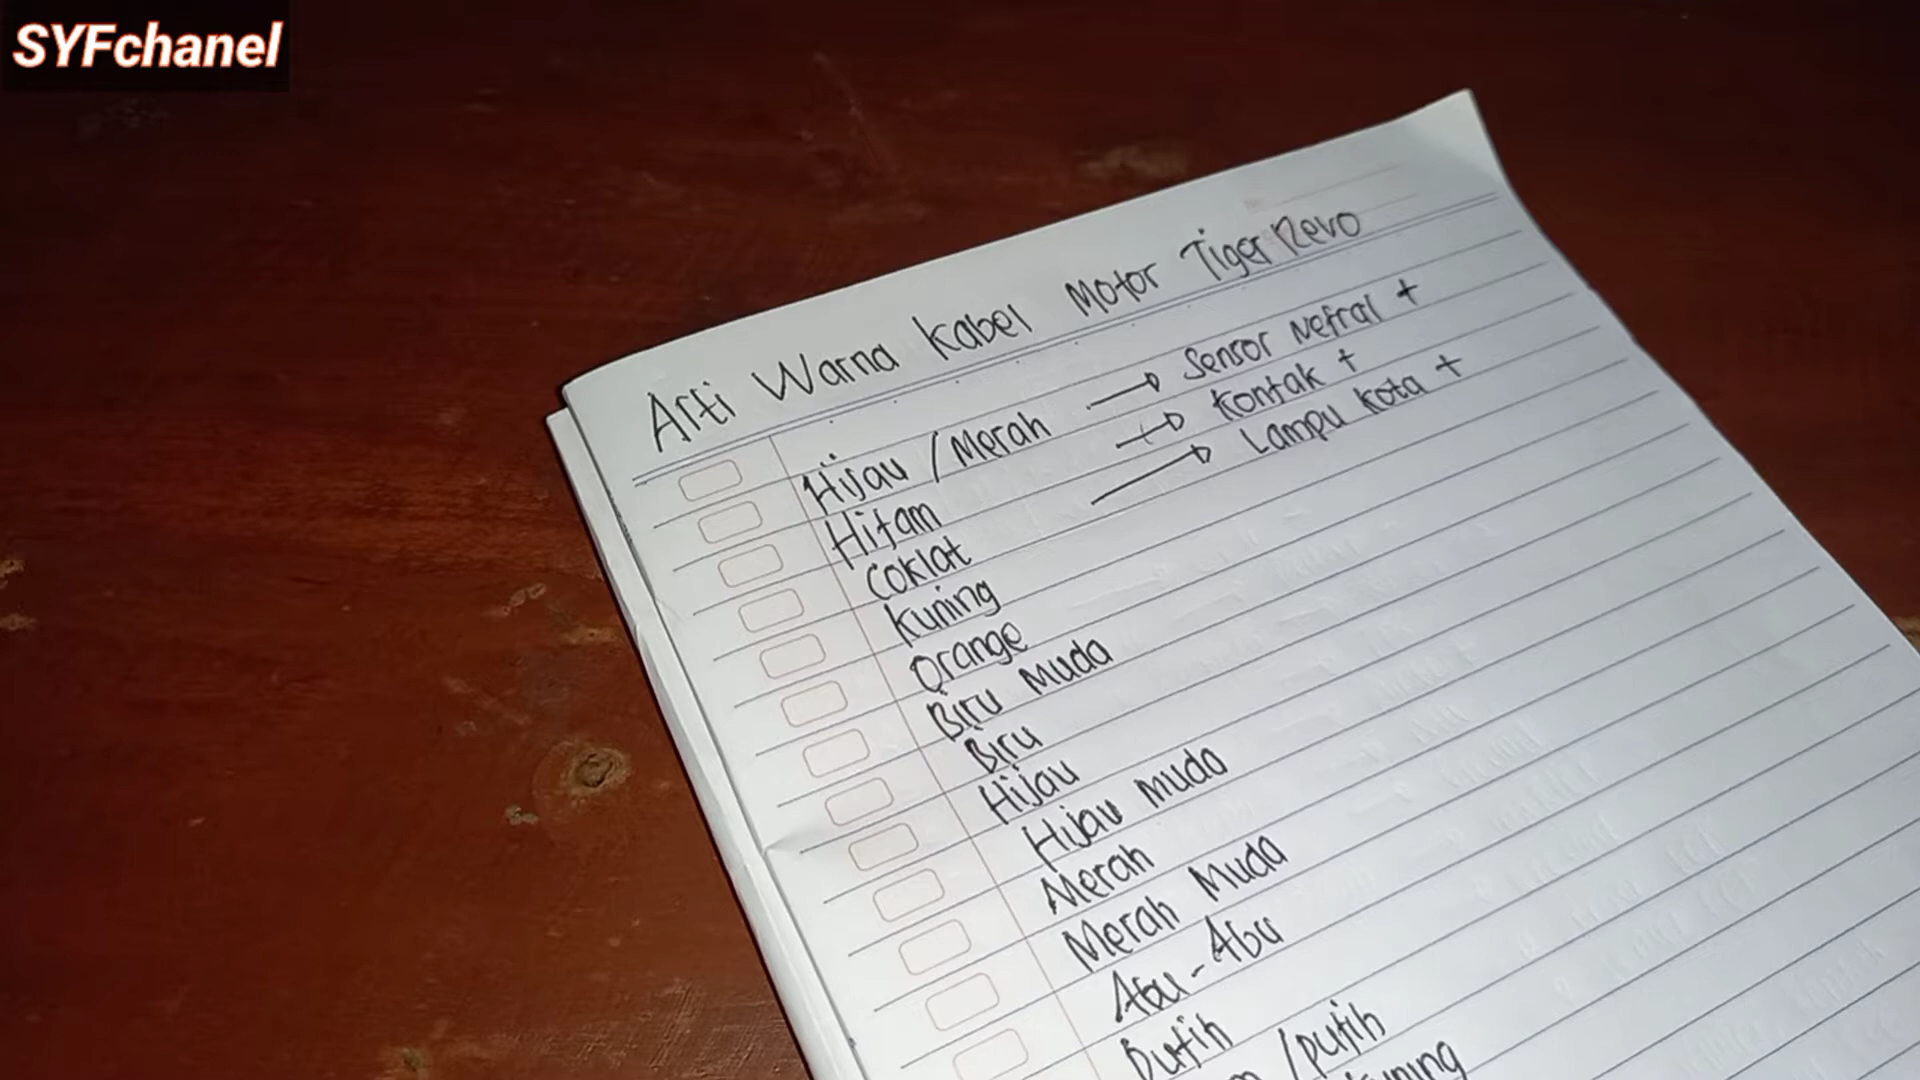 SYFchanel
Arti Warna Kabel Motor Tiger Revo
Hijau / Merah → Sensor Nefral +
Hitam → Kontak +
Coklat → Lampu Kota +
Kuning
Orange
Biru Muda
Biru
Hijau
Hijau Muda
Merah
Merah Muda
Abu-Abu
Putih
/putih